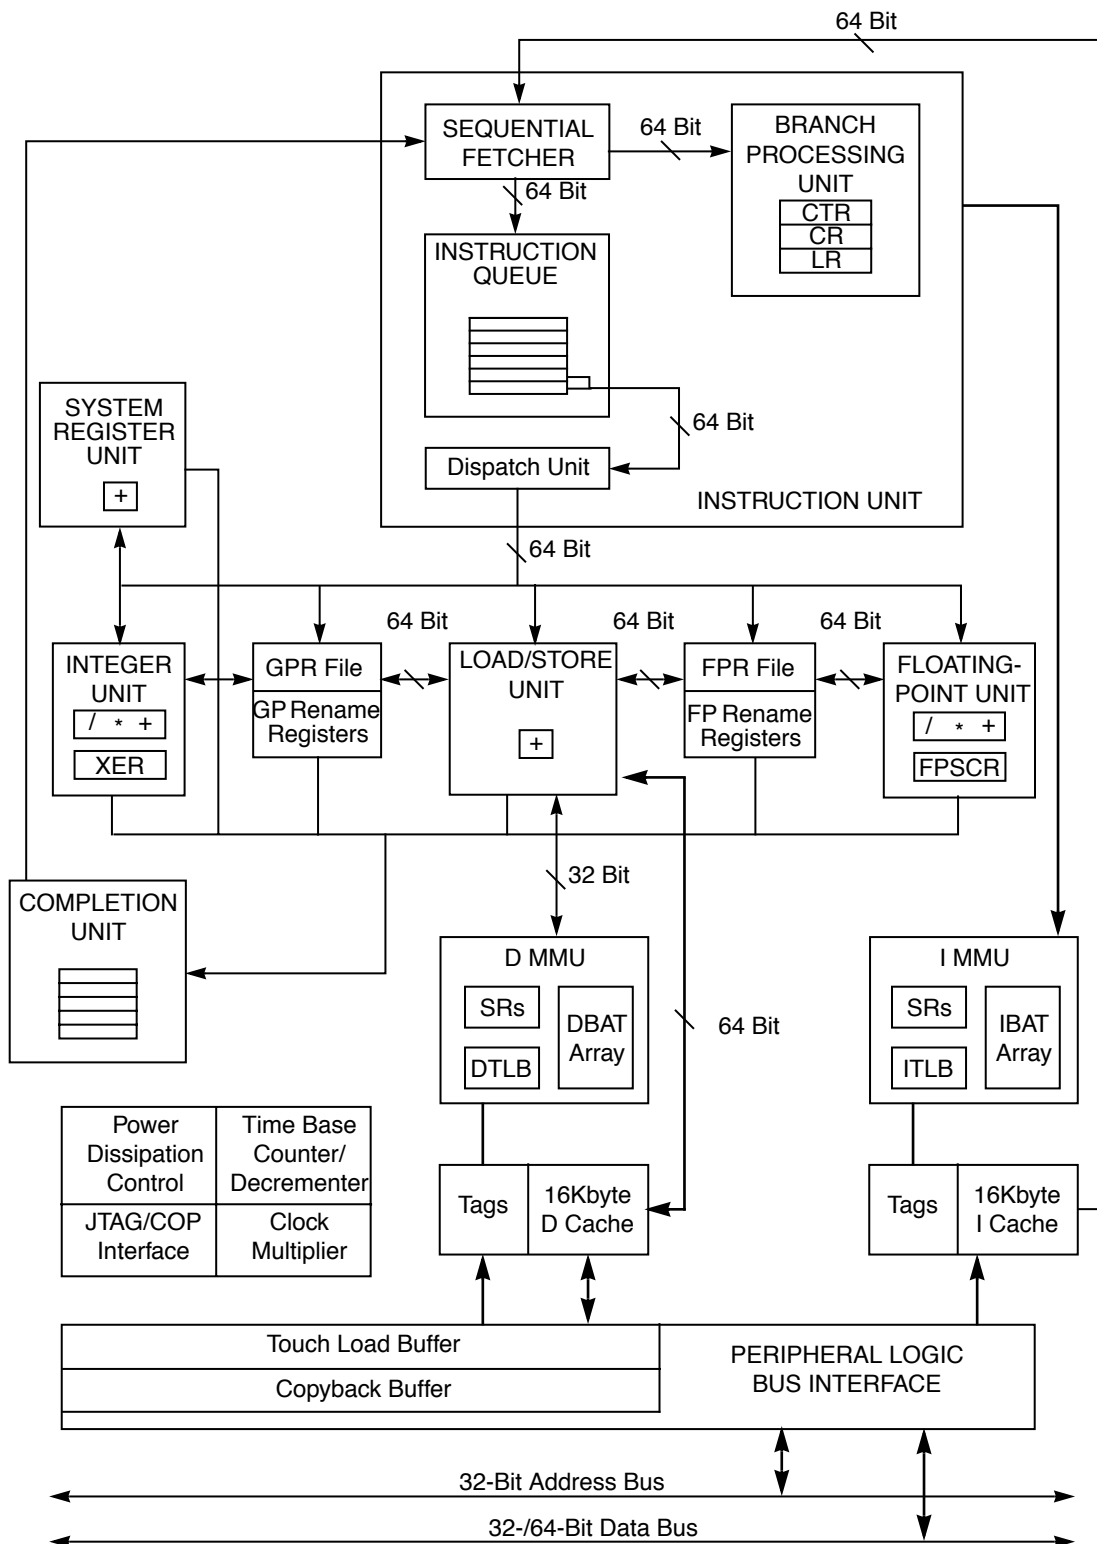 64 Bit
SEQUENTIAL
FETCHER
64 Bit
BRANCH
PROCESSING
UNIT
CTR
CR
LR
64 Bit
INSTRUCTION
QUEUE
64 Bit
Dispatch Unit
INSTRUCTION UNIT
SYSTEM
REGISTER
UNIT
+
64 Bit
64 Bit
64 Bit
64 Bit
INTEGER
UNIT
/ * +
XER
GPR File
GP Rename
Registers
LOAD/STORE
UNIT
+
FPR File
FP Rename
Registers
FLOATING-
POINT UNIT
/ * +
FPSCR
32 Bit
COMPLETION
UNIT
D MMU
SRs
DTLB
DBAT
Array
64 Bit
I MMU
SRs
ITLB
IBAT
Array
Power
Dissipation
Control
Time Base
Counter/
Decrementer
JTAG/COP
Interface
Clock
Multiplier
Tags
16Kbyte
D Cache
Tags
16Kbyte
I Cache
Touch Load Buffer
Copyback Buffer
PERIPHERAL LOGIC
BUS INTERFACE
32-Bit Address Bus
32-/64-Bit Data Bus